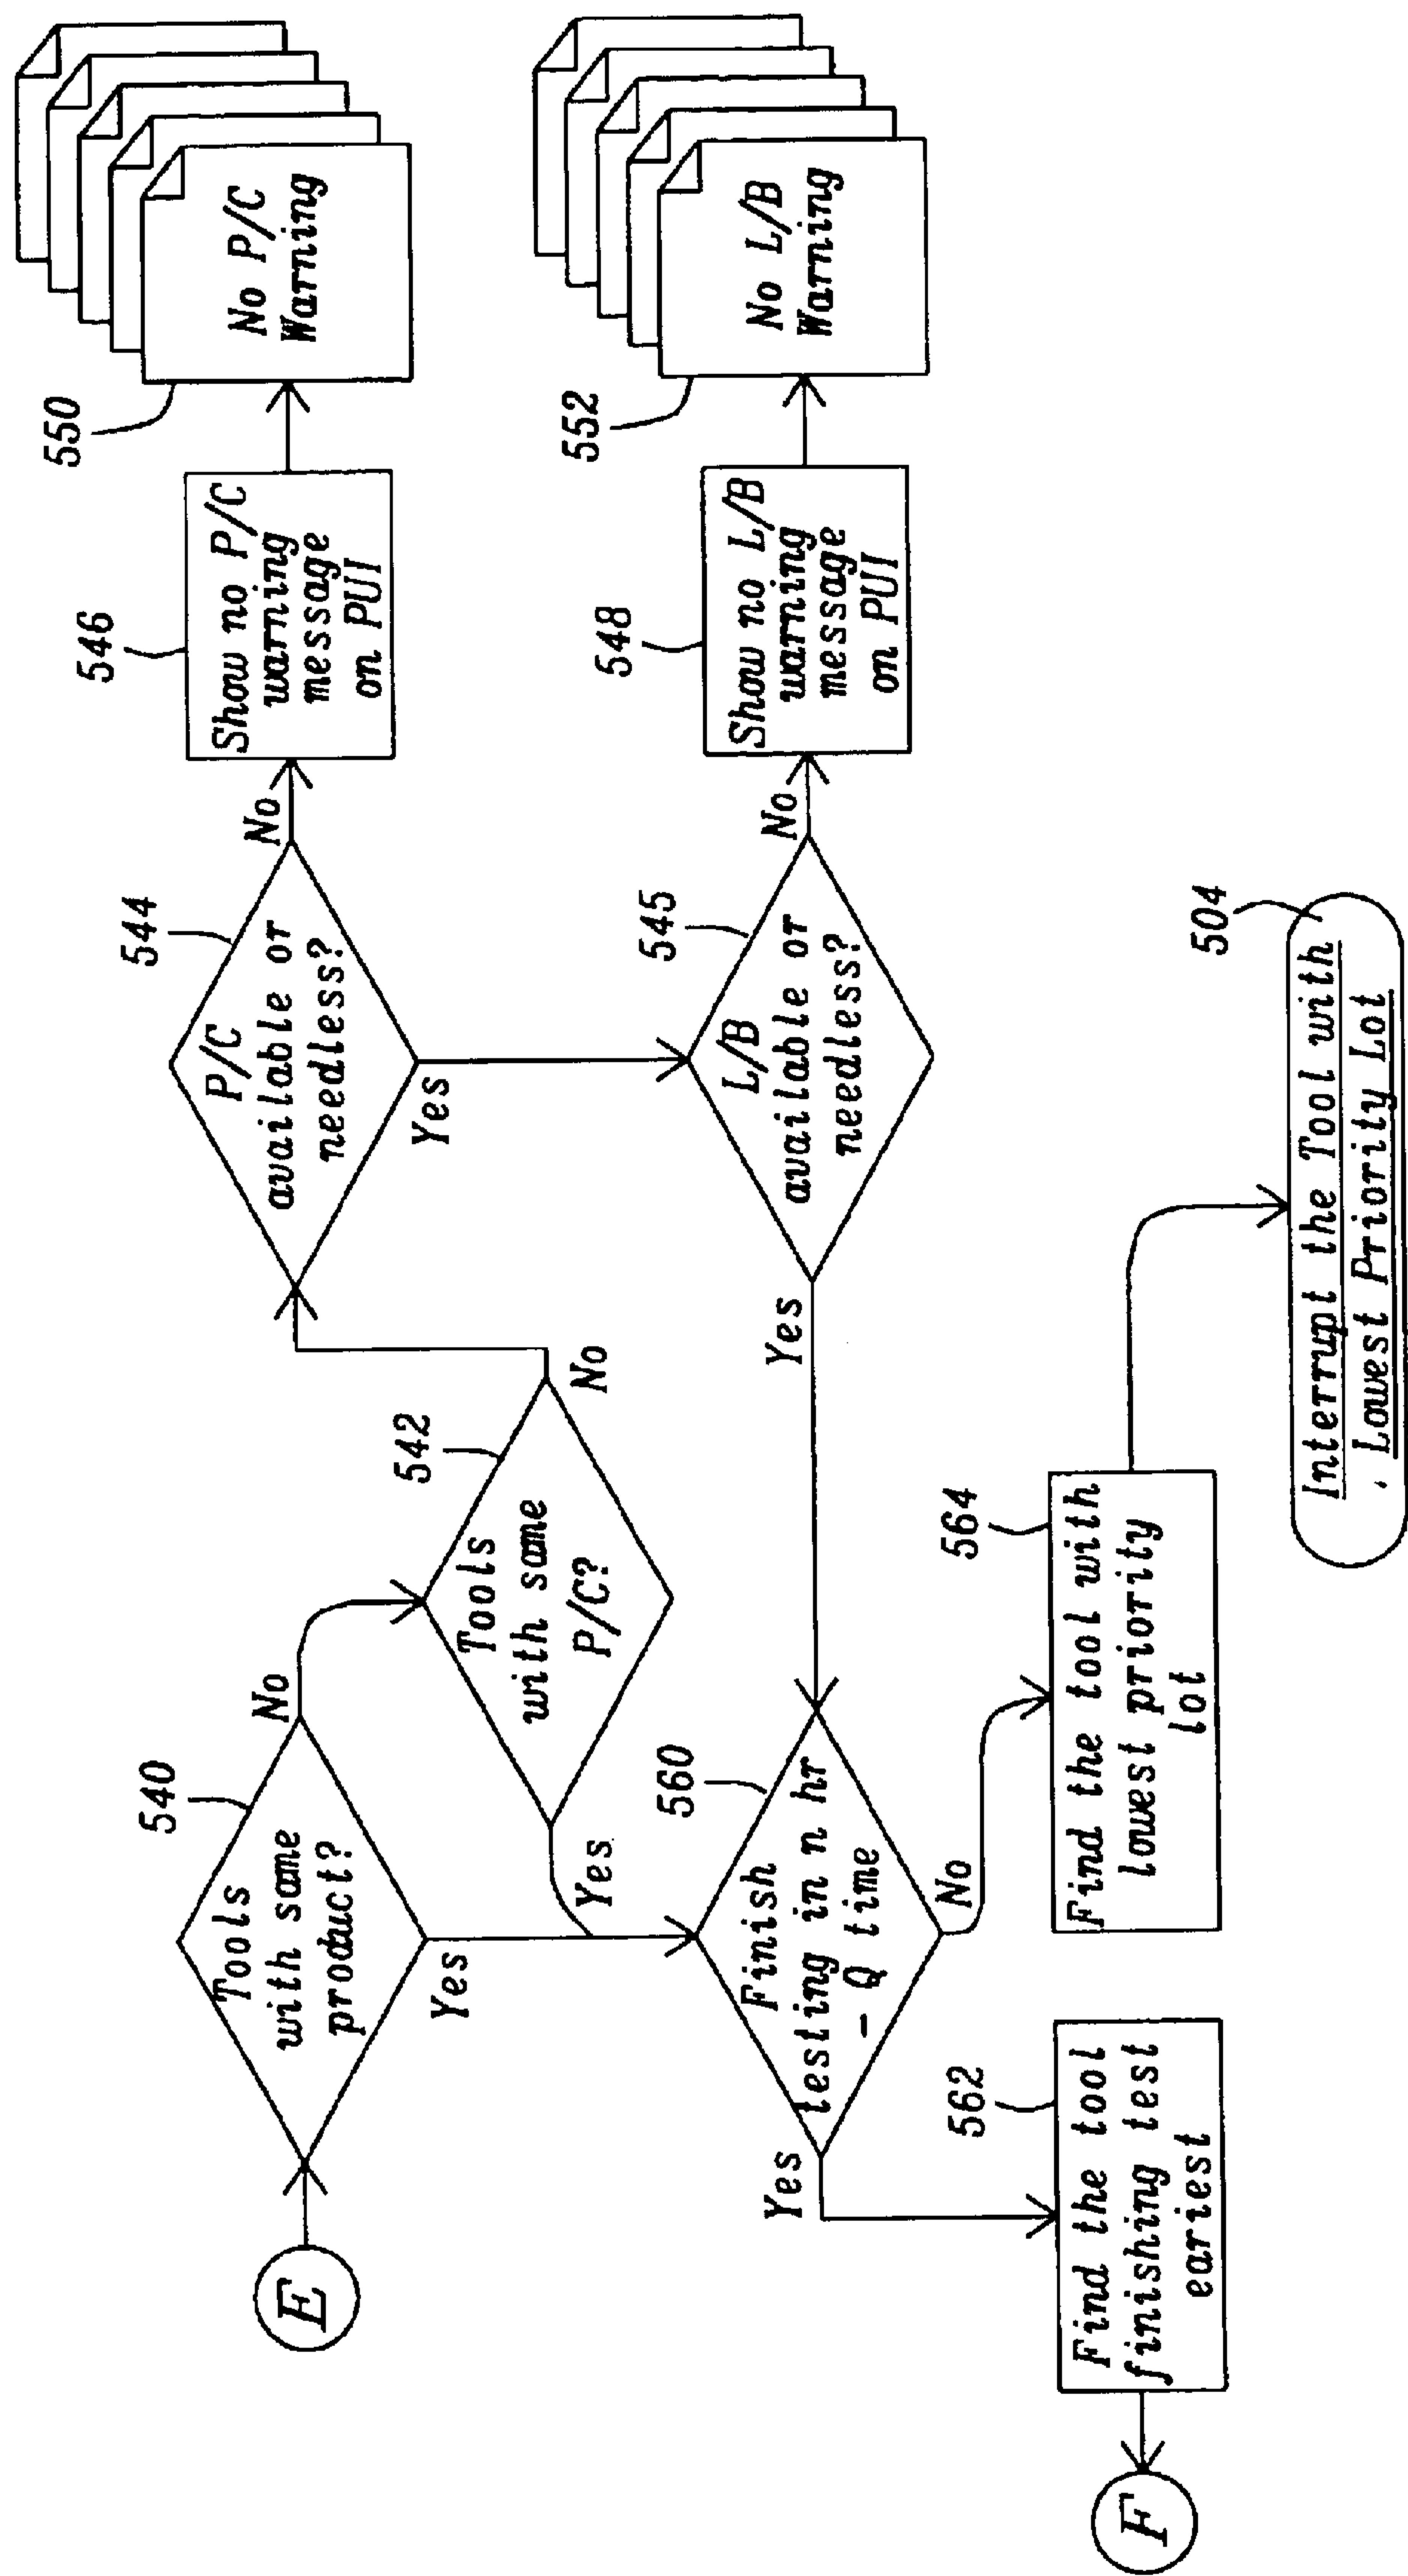 E
540
Tools
with same
product?
No
Yes
542
Tools
with same
P/C?
No
Yes
544
P/C
available or
needless?
No
Yes
546
Show no P/C
warning
message
on PUI
550
No P/C
Warning
545
L/B
available or
needless?
No
Yes
548
Show no L/B
warning
message
on PUI
552
No L/B
Warning
560
Finish
testing in n hr
- Q time
Yes
No
562
Find the tool
finishing test
eariest
F
564
Find the tool with
lowest priority
lot
504
Interrupt the Tool with
Lowest Priority Lot